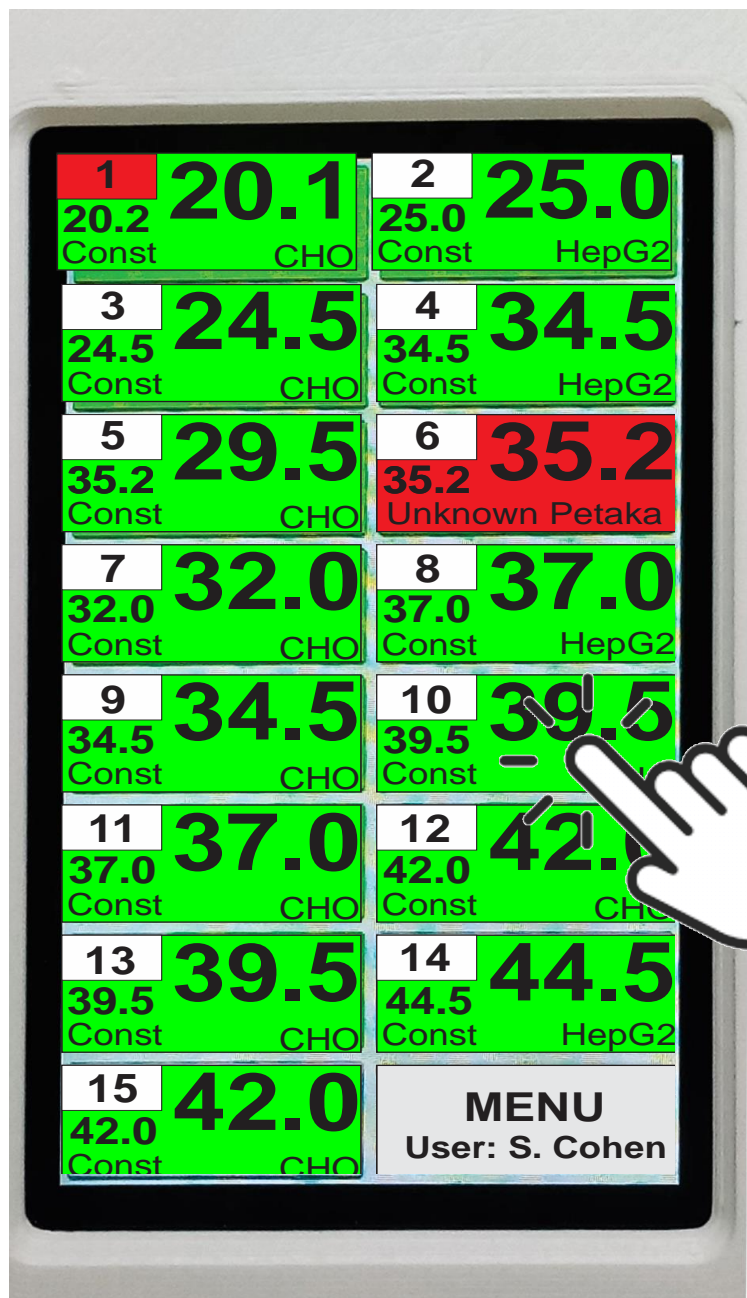 1 20.1
20.2
Const CHO
2 25.0
25.0
Const HepG2
3 24.5
24.5
Const CHO
4 34.5
34.5
Const HepG2
5 29.5
35.2
Const CHO
6 35.2
35.2
Unknown Petaka
7 32.0
32.0
Const CHO
8 37.0
37.0
Const HepG2
9 34.5
34.5
Const CHO
10 39.5
39.5
Const
11 37.0
37.0
Const CHO
12 42.0
42.0
Const CHO
13 39.5
39.5
Const CHO
14 44.5
44.5
Const HepG2
15 42.0
42.0
Const CHO
MENU
User: S. Cohen